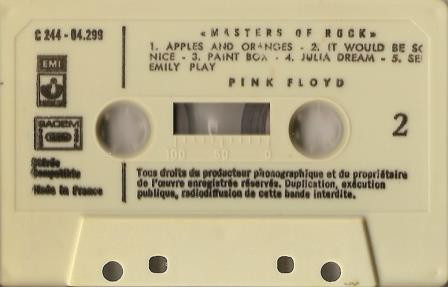 C 244 - 04.299
«MASTERS OF ROCK»
1. APPLES AND ORANGES - 2. IT WOULD BE SO
NICE - 3. PAINT BOX - 4. JULIA DREAM - 5. SEE
EMILY PLAY
EMI
PINK FLOYD
SACEM
2
100 50 0
Stéréo
Compatible
Made in France
Tous droits du producteur phonographique et du propriétaire
de l'œuvre enregistrée réservés. Duplication, exécution
publique, radiodiffusion de cette bande interdite.